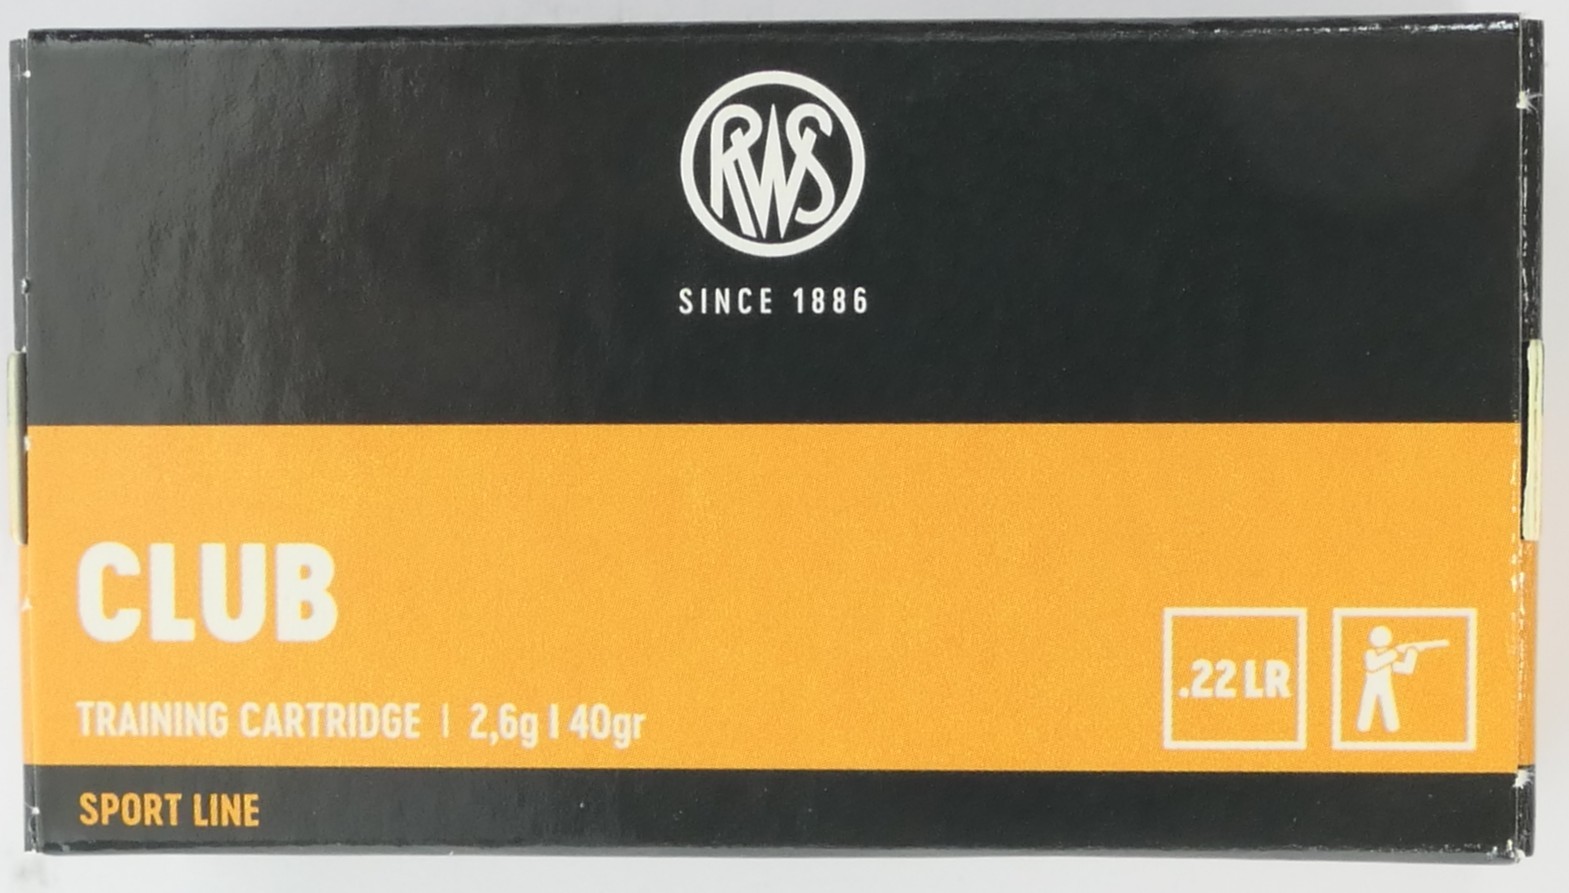 RWS
SINCE 1886
CLUB
TRAINING CARTRIDGE | 2,6g | 40gr
.22 LR
SPORT LINE